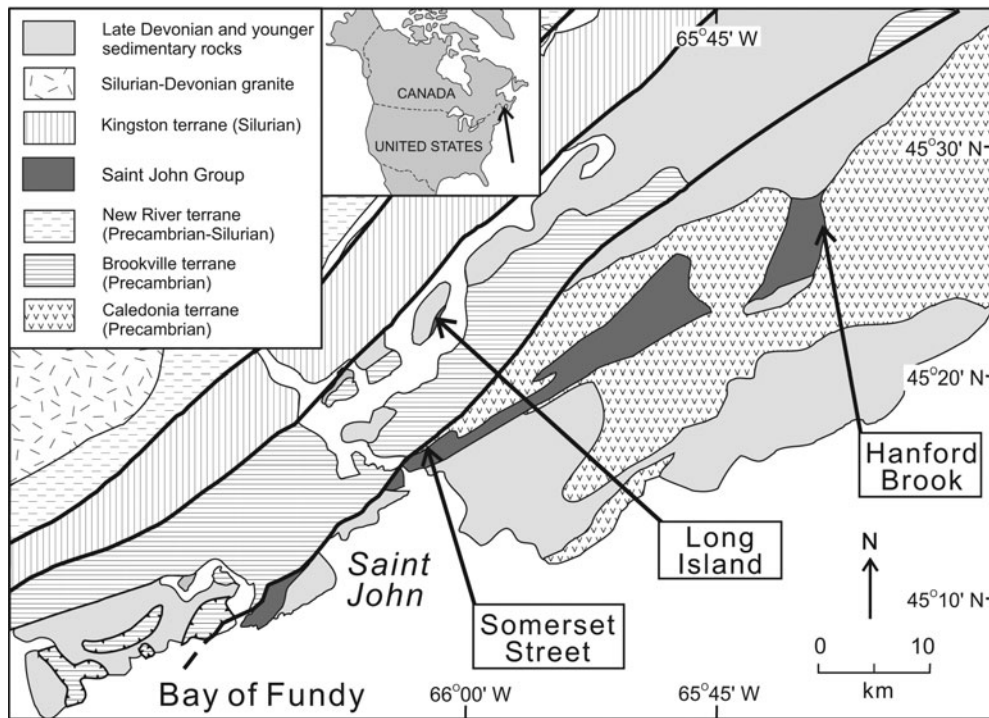 Late Devonian and younger
sedimentary rocks
Silurian-Devonian granite
Kingston terrane (Silurian)
Saint John Group
New River terrane
(Precambrian-Silurian)
Brookville terrane
(Precambrian)
Caledonia terrane
(Precambrian)
CANADA
UNITED STATES
65°45' W
45°30' N
45°20' N
Hanford
Brook
Long
Island
Saint
John
Somerset
Street
N
45°10' N
0 10
km
Bay of Fundy
66°00' W
65°45' W